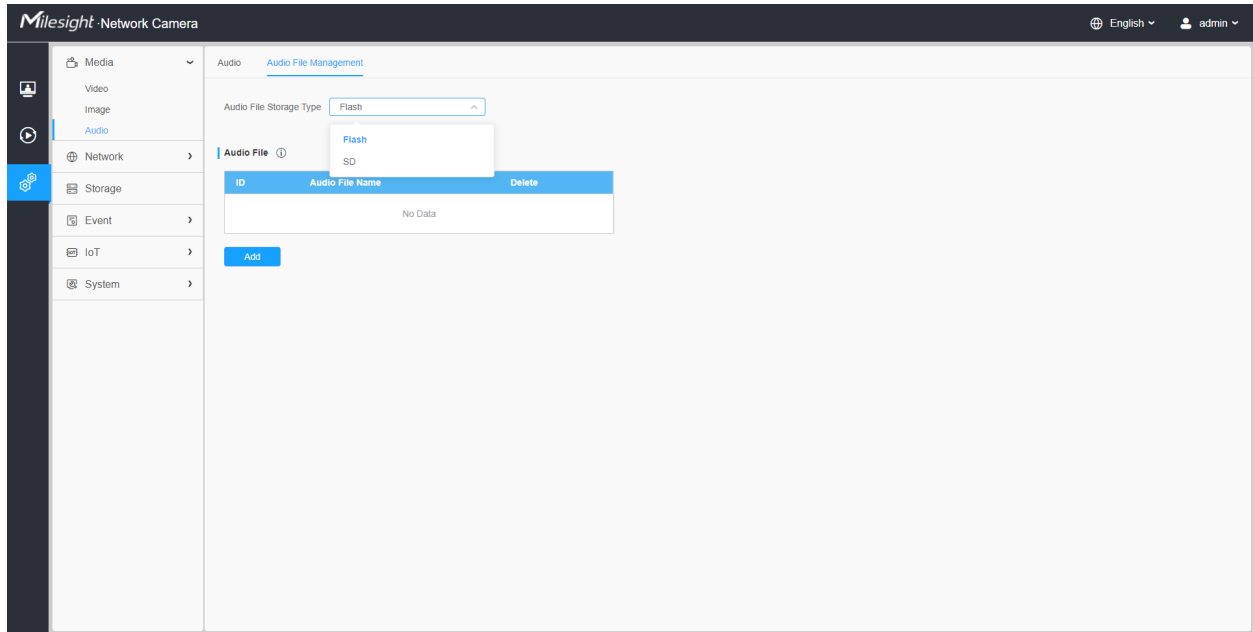 Milesight · Network Camera English admin
Media
Video
Image
Audio
Network
Storage
Event
IoT
System
Audio Audio File Management
Audio File Storage Type Flash
Flash
SD
Audio File
ID Audio File Name Delete
No Data
Add